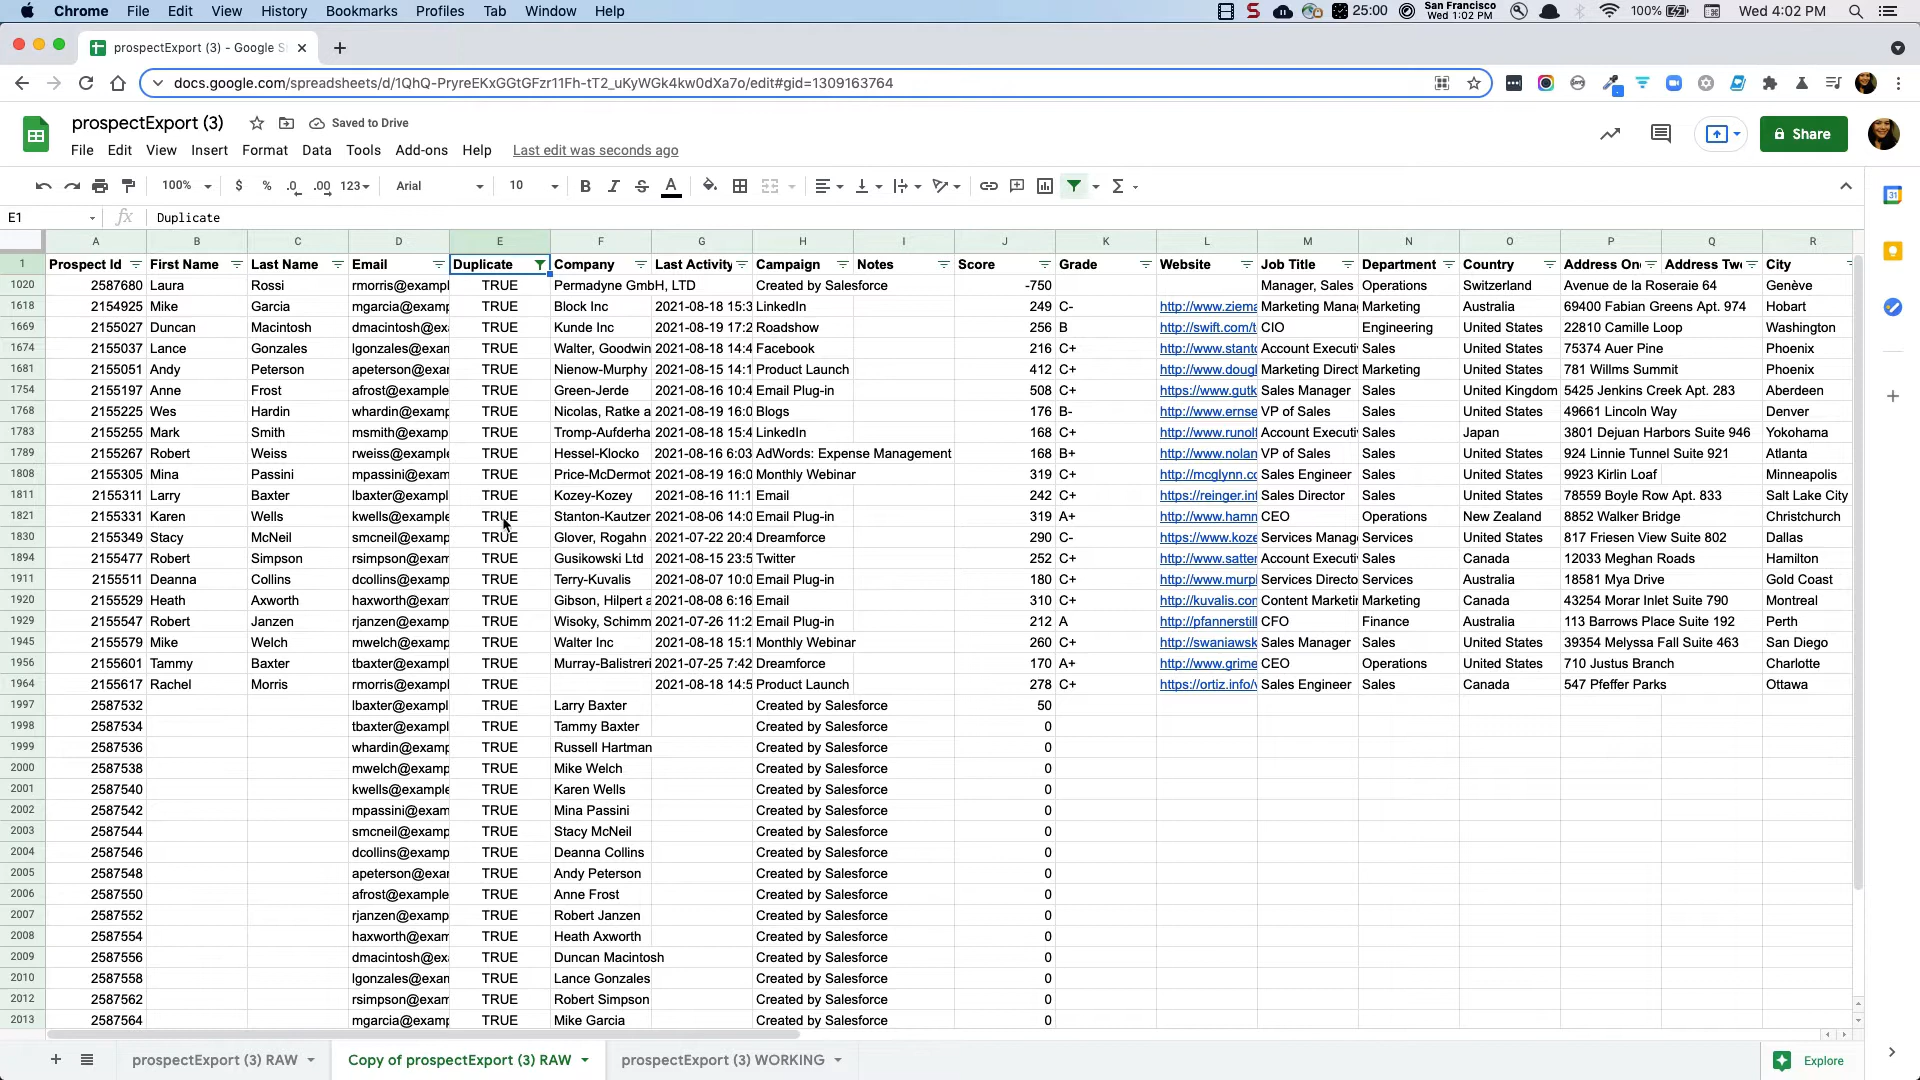 Chrome File Edit View History Bookmarks Profiles Tab Window Help 25:00 San Francisco Wed 1:02 PM 100% Wed 4:02 PM
prospectExport (3) - Google S
docs.google.com/spreadsheets/d/1QhQ-PryreEKxGGtGFzr11Fh-tT2_uKyWGk4kw0dXa7o/edit#gid=1309163764
prospectExport (3) Saved to Drive Share
File Edit View Insert Format Data Tools Add-ons Help Last edit was seconds ago
100% $ % .0 .00 123 Arial 10 B I S A
E1 fx Duplicate
A B C D E F G H I J K L M N O P Q R
1 Prospect Id First Name Last Name Email Duplicate Company Last Activity Campaign Notes Score Grade Website Job Title Department Country Address On Address Tw City
1020 2587680 Laura Rossi rmorris@exampl TRUE Permadyne GmbH, LTD Created by Salesforce -750 Manager, Sales Operations Switzerland Avenue de la Roseraie 64 Genève
1618 2154925 Mike Garcia mgarcia@exampl TRUE Block Inc 2021-08-18 15:3 LinkedIn 249 C- http://www.ziema Marketing Mana Marketing Australia 69400 Fabian Greens Apt. 974 Hobart
1669 2155027 Duncan Macintosh dmacintosh@exa TRUE Kunde Inc 2021-08-19 17:2 Roadshow 256 B http://swift.com/t CIO Engineering United States 22810 Camille Loop Washington
1674 2155037 Lance Gonzales lgonzales@exam TRUE Walter, Goodwin 2021-08-18 14:4 Facebook 216 C+ http://www.stanto Account Executi Sales United States 75374 Auer Pine Phoenix
1681 2155051 Andy Peterson apeterson@exam TRUE Nienow-Murphy 2021-08-15 14:1 Product Launch 412 C+ http://www.dougl Marketing Direct Marketing United States 781 Willms Summit Phoenix
1754 2155197 Anne Frost afrost@example TRUE Green-Jerde 2021-08-16 10:4 Email Plug-in 508 C+ https://www.gutk Sales Manager Sales United Kingdom 5425 Jenkins Creek Apt. 283 Aberdeen
1768 2155225 Wes Hardin whardin@examp TRUE Nicolas, Ratke a 2021-08-19 16:0 Blogs 176 B- http://www.ernse VP of Sales Sales United States 49661 Lincoln Way Denver
1783 2155255 Mark Smith msmith@examp TRUE Tromp-Aufderha 2021-08-18 15:4 LinkedIn 168 C+ http://www.runolf Account Executi Sales Japan 3801 Dejuan Harbors Suite 946 Yokohama
1789 2155267 Robert Weiss rweiss@example TRUE Hessel-Klocko 2021-08-16 6:03 AdWords: Expense Management 168 B+ http://www.nolan VP of Sales Sales United States 924 Linnie Tunnel Suite 921 Atlanta
1808 2155305 Mina Passini mpassini@exam TRUE Price-McDermot 2021-08-19 16:0 Monthly Webinar 319 C+ http://mcglynn.co Sales Engineer Sales United States 9923 Kirlin Loaf Minneapolis
1811 2155311 Larry Baxter lbaxter@exampl TRUE Kozey-Kozey 2021-08-16 11:1 Email 242 C+ https://reinger.inf Sales Director Sales United States 78559 Boyle Row Apt. 833 Salt Lake City
1821 2155331 Karen Wells kwells@example TRUE Stanton-Kautzer 2021-08-06 14:0 Email Plug-in 319 A+ http://www.hamn CEO Operations New Zealand 8852 Walker Bridge Christchurch
1830 2155349 Stacy McNeil smcneil@examp TRUE Glover, Rogahn 2021-07-22 20:4 Dreamforce 290 C- https://www.koze Services Manag Services United States 817 Friesen View Suite 802 Dallas
1894 2155477 Robert Simpson rsimpson@exam TRUE Gusikowski Ltd 2021-08-15 23:5 Twitter 252 C+ http://www.satter Account Executi Sales Canada 12033 Meghan Roads Hamilton
1911 2155511 Deanna Collins dcollins@examp TRUE Terry-Kuvalis 2021-08-07 10:0 Email Plug-in 180 C+ http://www.murpl Services Directo Services Australia 18581 Mya Drive Gold Coast
1920 2155529 Heath Axworth haxworth@exam TRUE Gibson, Hilpert a 2021-08-08 6:16 Email 310 C+ http://kuvalis.con Content Marketin Marketing Canada 43254 Morar Inlet Suite 790 Montreal
1929 2155547 Robert Janzen rjanzen@examp TRUE Wisoky, Schimm 2021-07-26 11:2 Email Plug-in 212 A http://pfannerstill CFO Finance Australia 113 Barrows Place Suite 192 Perth
1945 2155579 Mike Welch mwelch@examp TRUE Walter Inc 2021-08-18 15:1 Monthly Webinar 260 C+ http://swaniawsk Sales Manager Sales United States 39354 Melyssa Fall Suite 463 San Diego
1956 2155601 Tammy Baxter tbaxter@exampl TRUE Murray-Balistreri 2021-07-25 7:42 Dreamforce 170 A+ http://www.grime CEO Operations United States 710 Justus Branch Charlotte
1964 2155617 Rachel Morris rmorris@exampl TRUE 2021-08-18 14:5 Product Launch 278 C+ https://ortiz.info/v Sales Engineer Sales Canada 547 Pfeffer Parks Ottawa
1997 2587532 lbaxter@exampl TRUE Larry Baxter Created by Salesforce 50
1998 2587534 tbaxter@exampl TRUE Tammy Baxter Created by Salesforce 0
1999 2587536 whardin@examp TRUE Russell Hartman Created by Salesforce 0
2000 2587538 mwelch@examp TRUE Mike Welch Created by Salesforce 0
2001 2587540 kwells@example TRUE Karen Wells Created by Salesforce 0
2002 2587542 mpassini@exam TRUE Mina Passini Created by Salesforce 0
2003 2587544 smcneil@examp TRUE Stacy McNeil Created by Salesforce 0
2004 2587546 dcollins@examp TRUE Deanna Collins Created by Salesforce 0
2005 2587548 apeterson@exam TRUE Andy Peterson Created by Salesforce 0
2006 2587550 afrost@example TRUE Anne Frost Created by Salesforce 0
2007 2587552 rjanzen@examp TRUE Robert Janzen Created by Salesforce 0
2008 2587554 haxworth@exam TRUE Heath Axworth Created by Salesforce 0
2009 2587556 dmacintosh@ex TRUE Duncan Macintosh Created by Salesforce 0
2010 2587558 lgonzales@exam TRUE Lance Gonzales Created by Salesforce 0
2012 2587562 rsimpson@exam TRUE Robert Simpson Created by Salesforce 0
2013 2587564 mgarcia@examp TRUE Mike Garcia Created by Salesforce 0
prospectExport (3) RAW Copy of prospectExport (3) RAW prospectExport (3) WORKING Explore